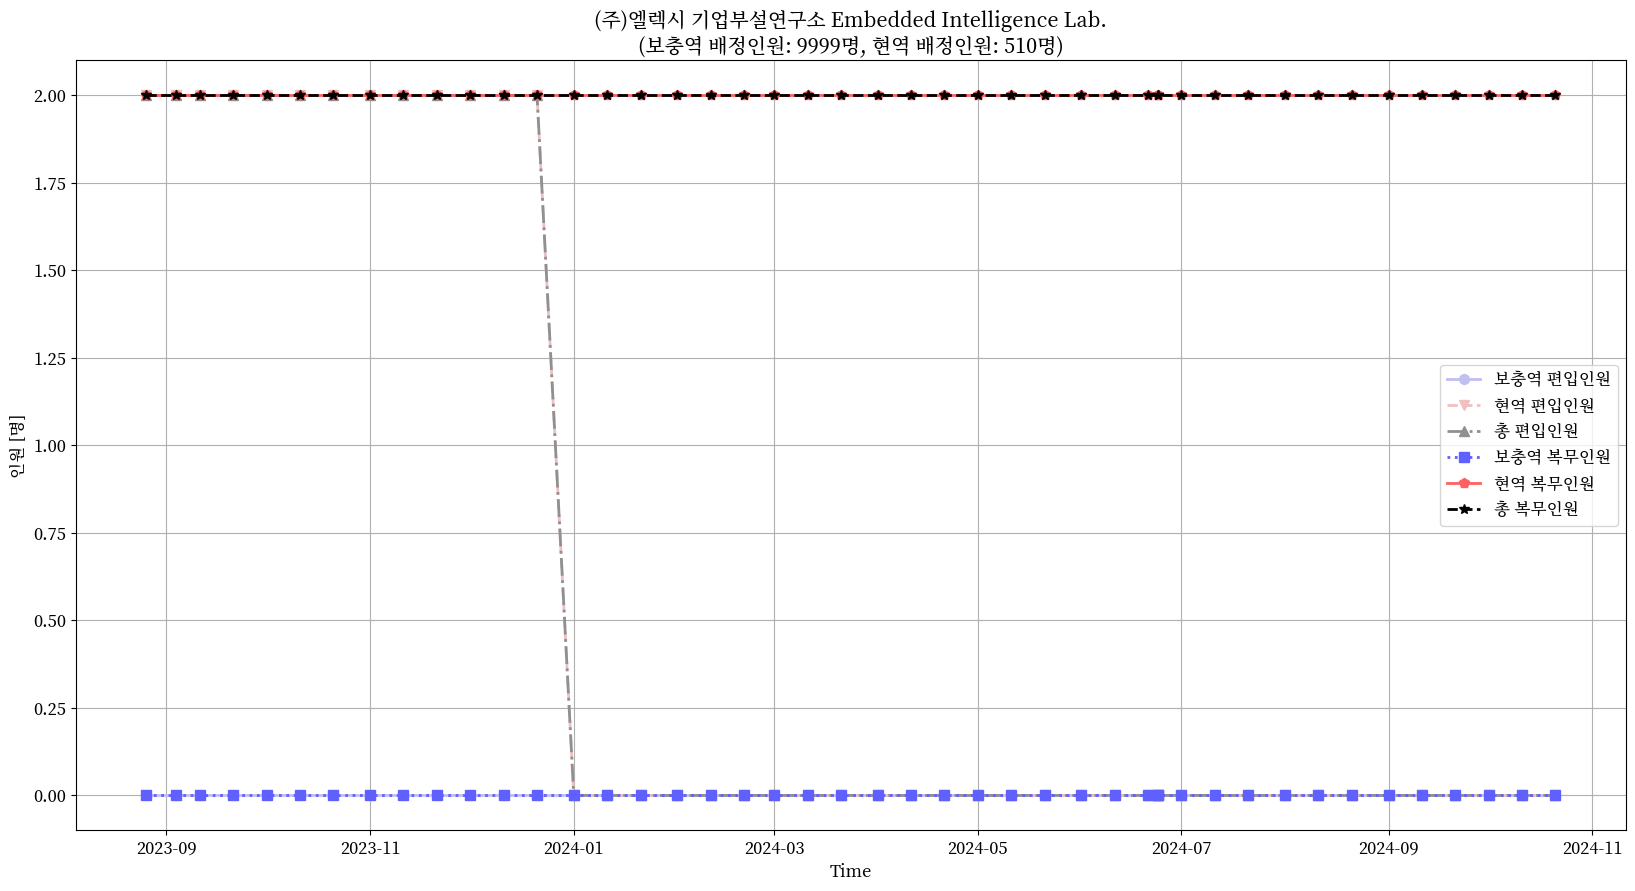 (주)엘렉시 기업부설연구소 Embedded Intelligence Lab.
(보충역 배정인원: 9999명, 현역 배정인원: 510명)
2.00
1.75
1.50
1.25
1.00
0.75
0.50
0.25
0.00
인원 [명]
보충역 편입인원
현역 편입인원
총 편입인원
보충역 복무인원
현역 복무인원
총 복무인원
2023-09
2023-11
2024-01
2024-03
2024-05
2024-07
2024-09
2024-11
Time